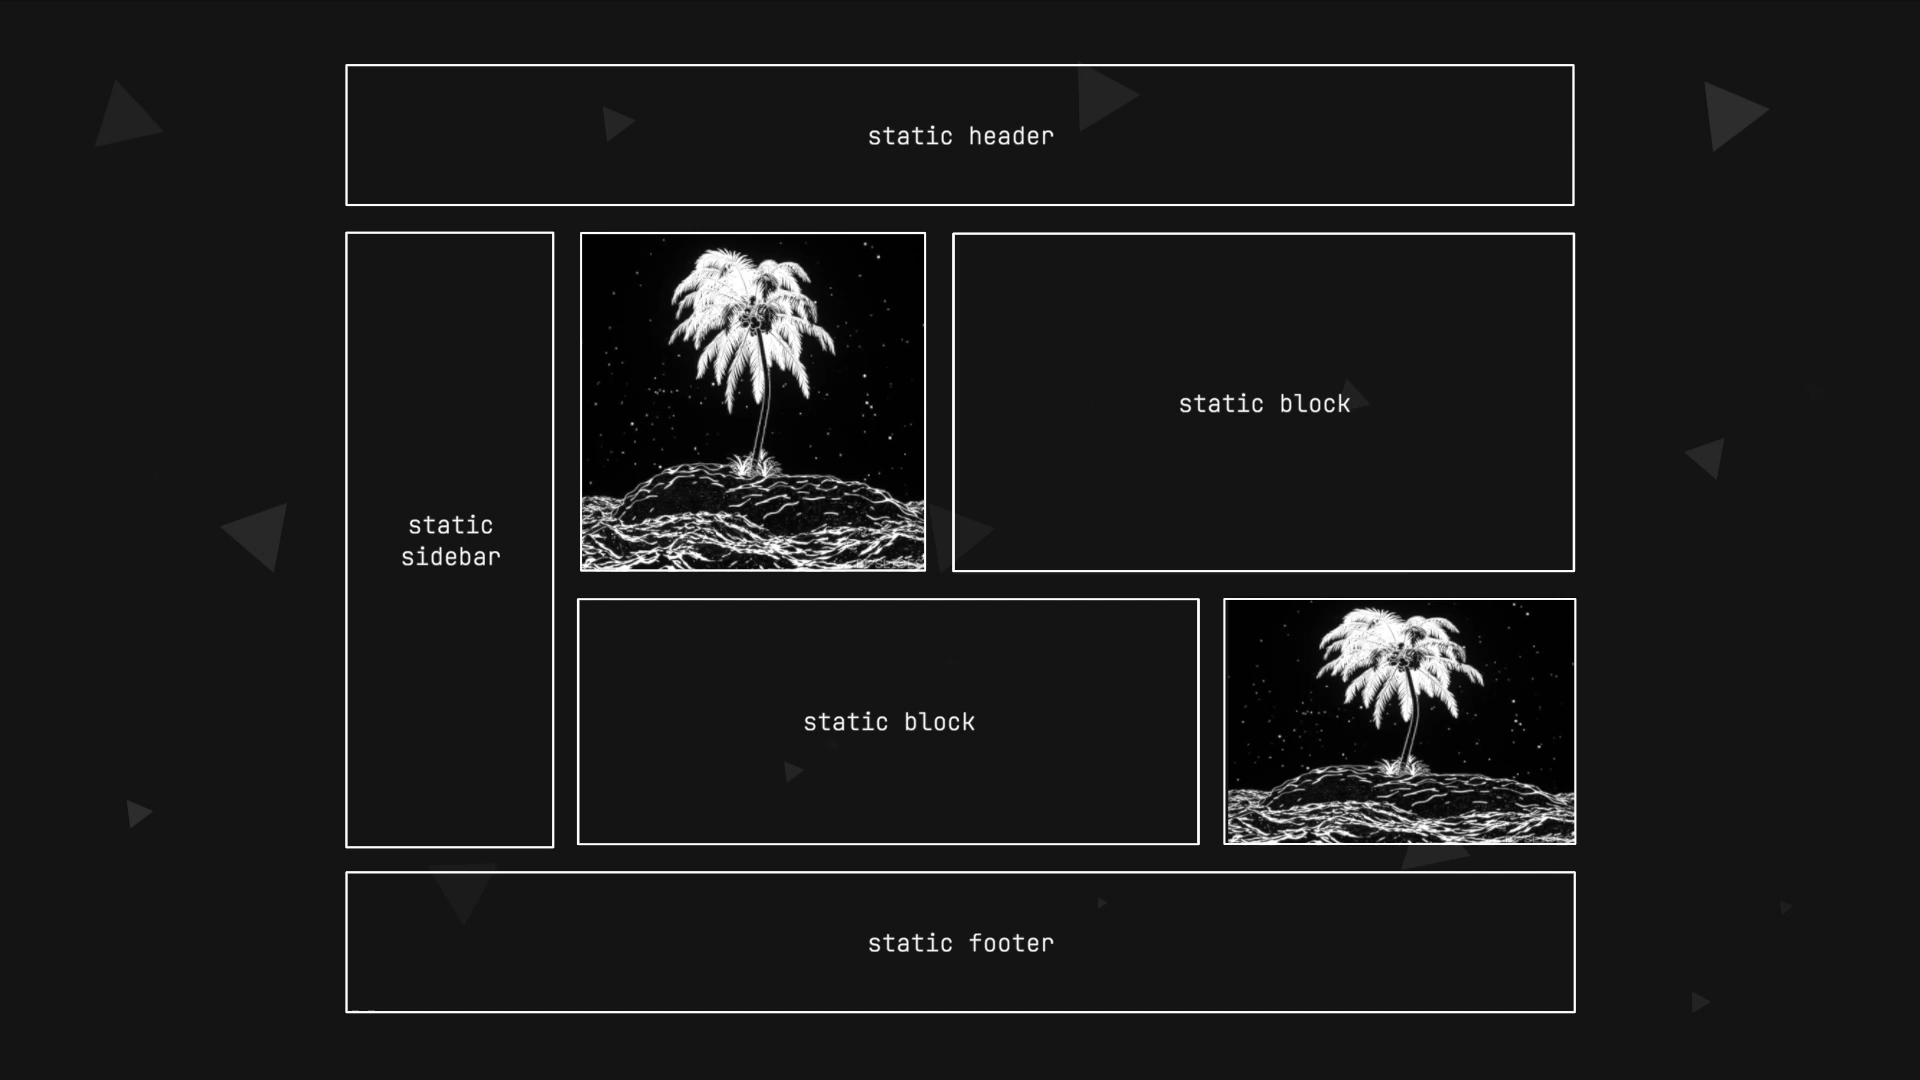 static header
static
sidebar
static block
static block
static footer